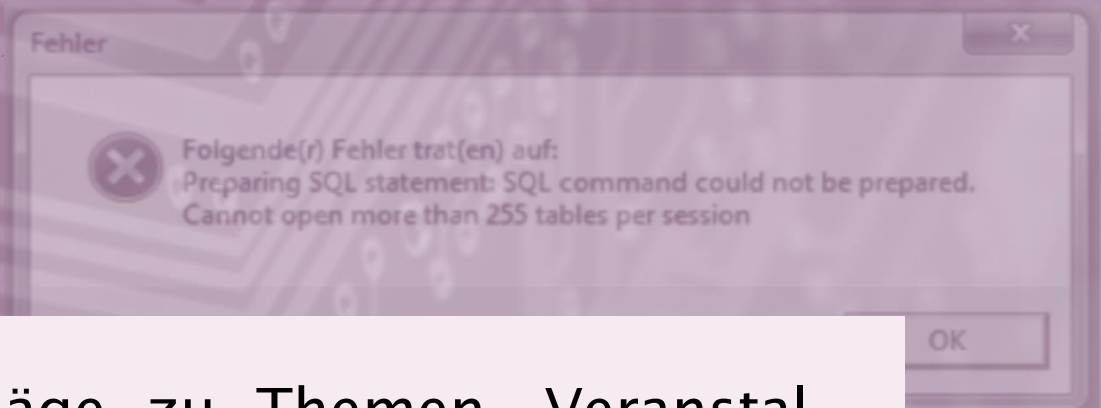 Fehler
Folgende(r) Fehler trat(en) auf:
Preparing SQL statement: SQL command could not be prepared.
Cannot open more than 255 tables per session
OK
äge zu Themen, Veranstal